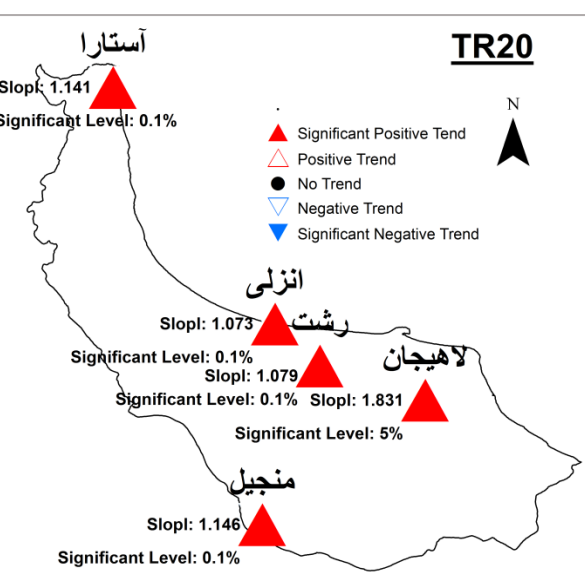 آستارا
TR20
Slopl: 1.141
Significant Level: 0.1%
N
Significant Positive Tend
Positive Trend
No Trend
Negative Trend
Significant Negative Trend
انزلی
Slopl: 1.073
رشت
Significant Level: 0.1%
لاهیجان
Slopl: 1.079
Significant Level: 0.1%
Slopl: 1.831
Significant Level: 5%
منجیل
Slopl: 1.146
Significant Level: 0.1%